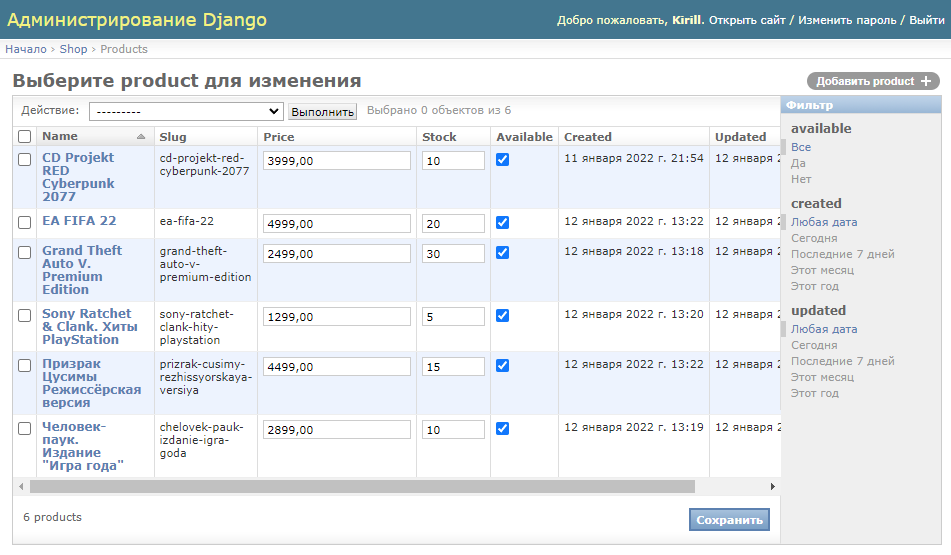 Администрирование Django
Добро пожаловать, Kirill. Открыть сайт / Изменить пароль / Выйти
Начало › Shop › Products
Выберите product для изменения
Добавить product +
Действие: --------- Выполнить Выбрано 0 объектов из 6
Name Slug Price Stock Available Created Updated
CD Projekt
RED
Cyberpunk
2077
cd-projekt-red-
cyberpunk-2077
3999,00 10 11 января 2022 г. 21:54 12 января 2
EA FIFA 22 ea-fifa-22 4999,00 20 12 января 2022 г. 13:22 12 января 2
Grand Theft
Auto V.
Premium
Edition
grand-theft-
auto-v-
premium-edition
2499,00 30 12 января 2022 г. 13:18 12 января 2
Sony Ratchet
& Clank. Хиты
PlayStation
sony-ratchet-
clank-hity-
playstation
1299,00 5 12 января 2022 г. 13:20 12 января 2
Призрак
Цусимы
Режиссёрская
версия
prizrak-cusimy-
rezhissyorskaya-
versiya
4499,00 15 12 января 2022 г. 13:22 12 января 2
Человек-
паук.
Издание
"Игра года"
chelovek-pauk-
izdanie-igra-
goda
2899,00 10 12 января 2022 г. 13:19 12 января 2
6 products
Сохранить
Фильтр
available
Все
Да
Нет
created
Любая дата
Сегодня
Последние 7 дней
Этот месяц
Этот год
updated
Любая дата
Сегодня
Последние 7 дней
Этот месяц
Этот год